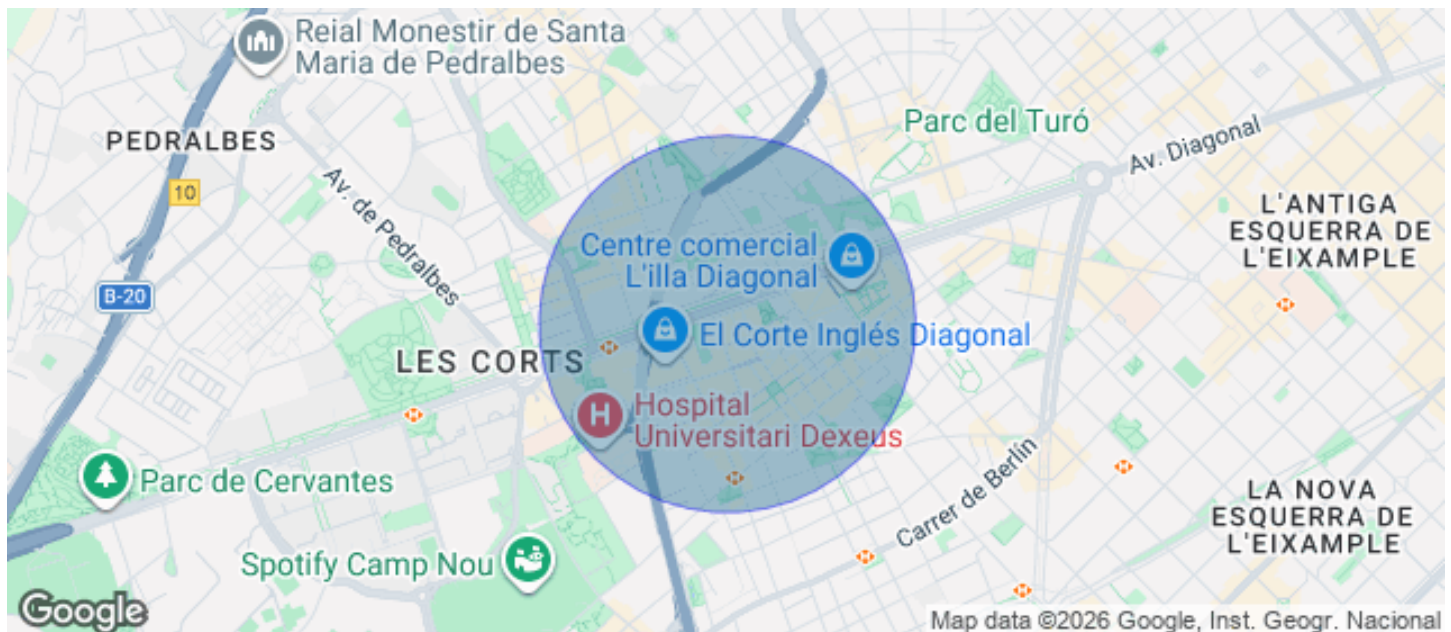 Reial Monestir de Santa
Maria de Pedralbes
PEDRALBES
10
Av. de Pedralbes
B-20
Parc del Turó
Av. Diagonal
L'ANTIGA
ESQUERRA DE
L'EIXAMPLE
Centre comercial
L'illa Diagonal
El Corte Inglés Diagonal
LES CORTS
H
Hospital
Universitari Dexeus
Parc de Cervantes
Carrer de Berlín
LA NOVA
ESQUERRA DE
L'EIXAMPLE
Spotify Camp Nou
Google
Map data ©2026 Google, Inst. Geogr. Nacional